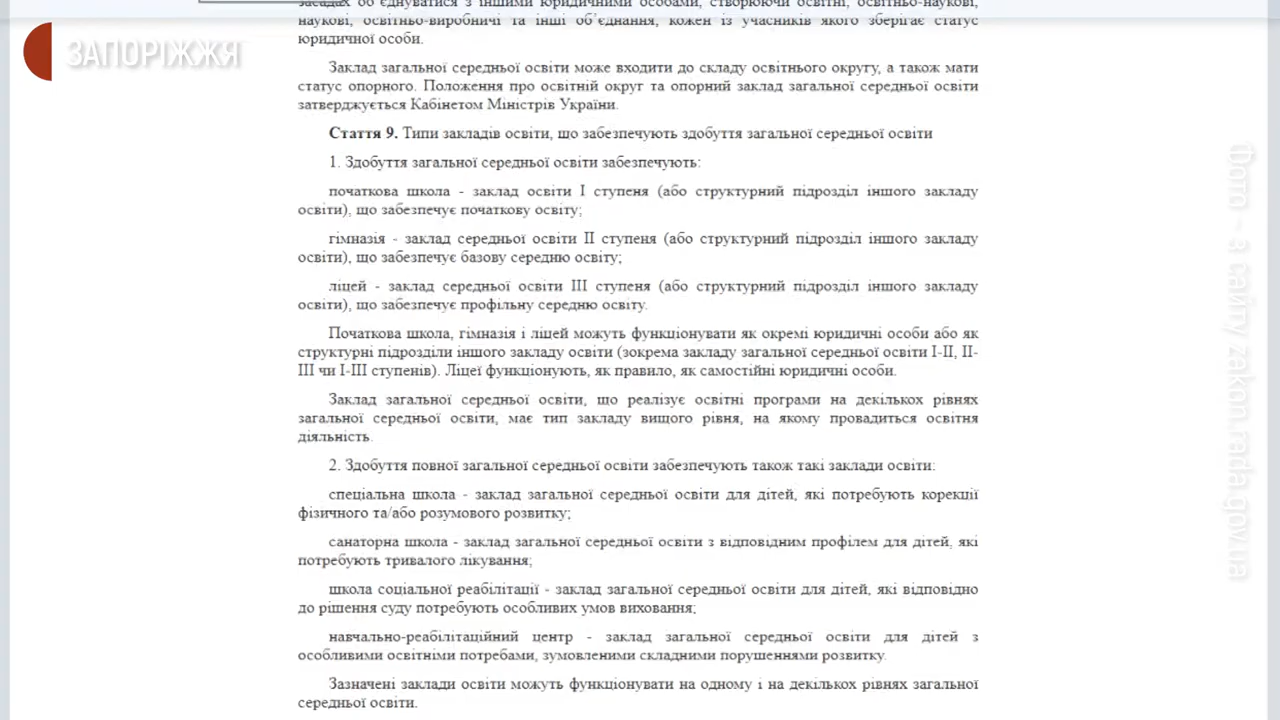 засадах об'єднуватися з іншими юридичними особами, створюючи освітні, освітньо-наукові,
наукові, освітньо-виробничі та інші об'єднання, кожен із учасників якого зберігає статус
юридичної особи.
ЗАПОРІЖЖЯ
Заклад загальної середньої освіти може входити до складу освітнього округу, а також мати
статус опорного. Положення про освітній округ та опорний заклад загальної середньої освіти
затверджується Кабінетом Міністрів України.
Стаття 9. Типи закладів освіти, що забезпечують здобуття загальної середньої освіти
1. Здобуття загальної середньої освіти забезпечують:
початкова школа - заклад освіти I ступеня (або структурний підрозділ іншого закладу
освіти), що забезпечує початкову освіту;
гімназія - заклад середньої освіти II ступеня (або структурний підрозділ іншого закладу
освіти), що забезпечує базову середню освіту;
ліцей - заклад середньої освіти III ступеня (або структурний підрозділ іншого закладу
освіти), що забезпечує профільну середню освіту.
Початкова школа, гімназія і ліцей можуть функціонувати як окремі юридичні особи або як
структурні підрозділи іншого закладу освіти (зокрема закладу загальної середньої освіти I-II, II-
III чи I-III ступенів). Ліцеї функціонують, як правило, як самостійні юридичні особи.
Заклад загальної середньої освіти, що реалізує освітні програми на декількох рівнях
загальної середньої освіти, має тип закладу вищого рівня, на якому провадиться освітня
діяльність.
2. Здобуття повної загальної середньої освіти забезпечують також такі заклади освіти:
спеціальна школа - заклад загальної середньої освіти для дітей, які потребують корекції
фізичного та/або розумового розвитку;
санаторна школа - заклад загальної середньої освіти з відповідним профілем для дітей, які
потребують тривалого лікування;
школа соціальної реабілітації - заклад загальної середньої освіти для дітей, які відповідно
до рішення суду потребують особливих умов виховання;
навчально-реабілітаційний центр - заклад загальної середньої освіти для дітей з
особливими освітніми потребами, зумовленими складними порушеннями розвитку.
Зазначені заклади освіти можуть функціонувати на одному і на декількох рівнях загальної
середньої освіти.
Фото - з сайту zakon.rada.gov.ua